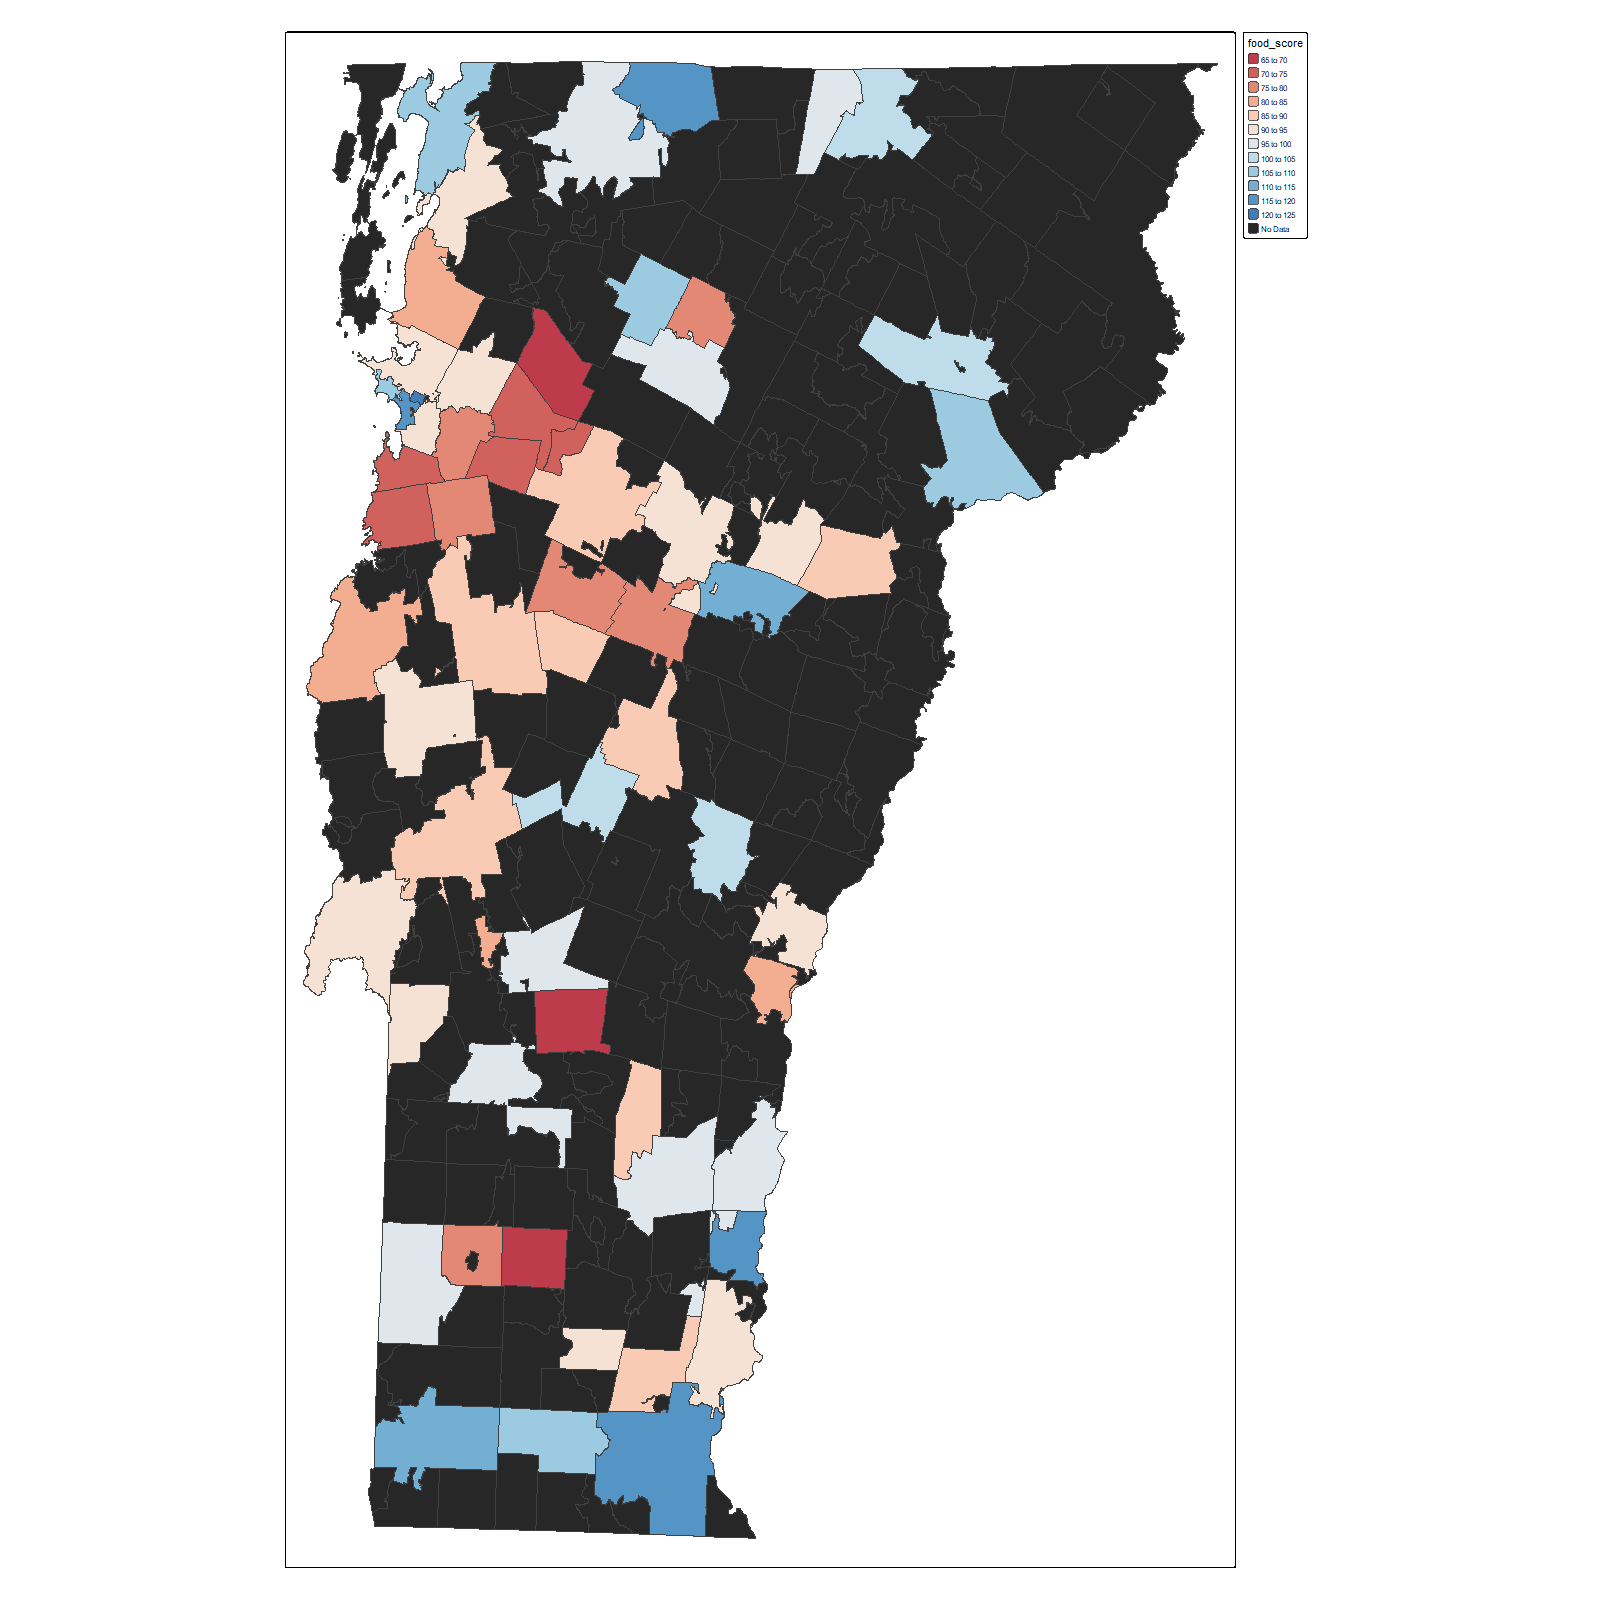 food_score
65 to 70
70 to 75
75 to 80
80 to 85
85 to 90
90 to 95
95 to 100
100 to 105
105 to 110
110 to 115
115 to 120
120 to 125
No Data